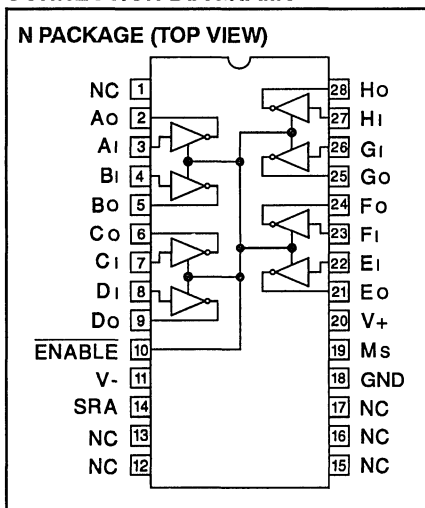 N PACKAGE (TOP VIEW)
NC 1
AO 2
AI 3
BI 4
BO 5
CO 6
CI 7
DI 8
DO 9
ENABLE 10
V- 11
SRA 14
NC 13
NC 12
28 HO
27 HI
26 GI
25 GO
24 FO
23 FI
22 EI
21 EO
20 V+
19 MS
18 GND
17 NC
16 NC
15 NC